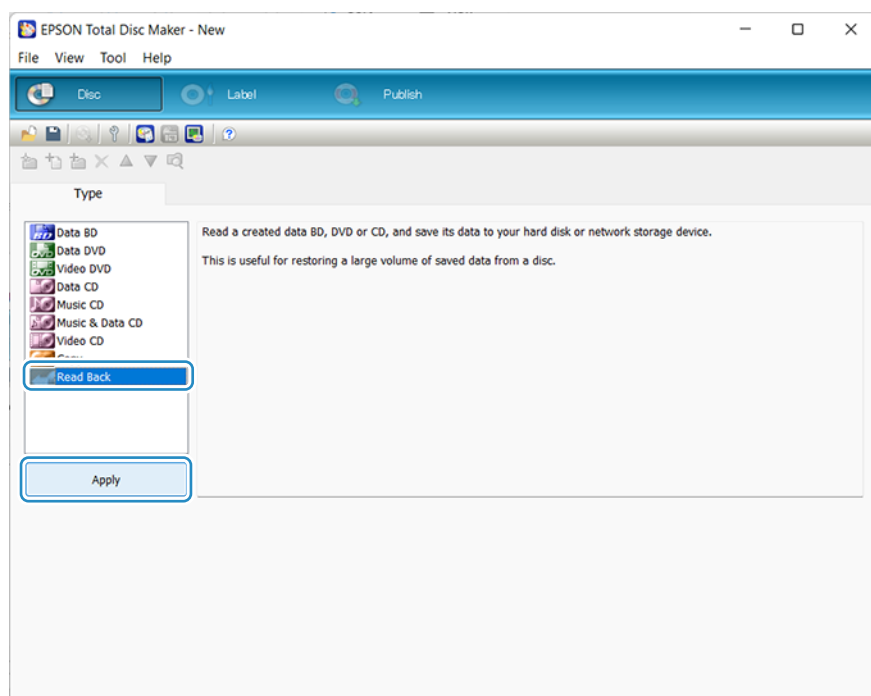 EPSON Total Disc Maker - New
File View Tool Help
Disc Label Publish
Type
Data BD
Data DVD
Video DVD
Data CD
Music CD
Music & Data CD
Video CD
Read Back
Apply
Read a created data BD, DVD or CD, and save its data to your hard disk or network storage device.
This is useful for restoring a large volume of saved data from a disc.